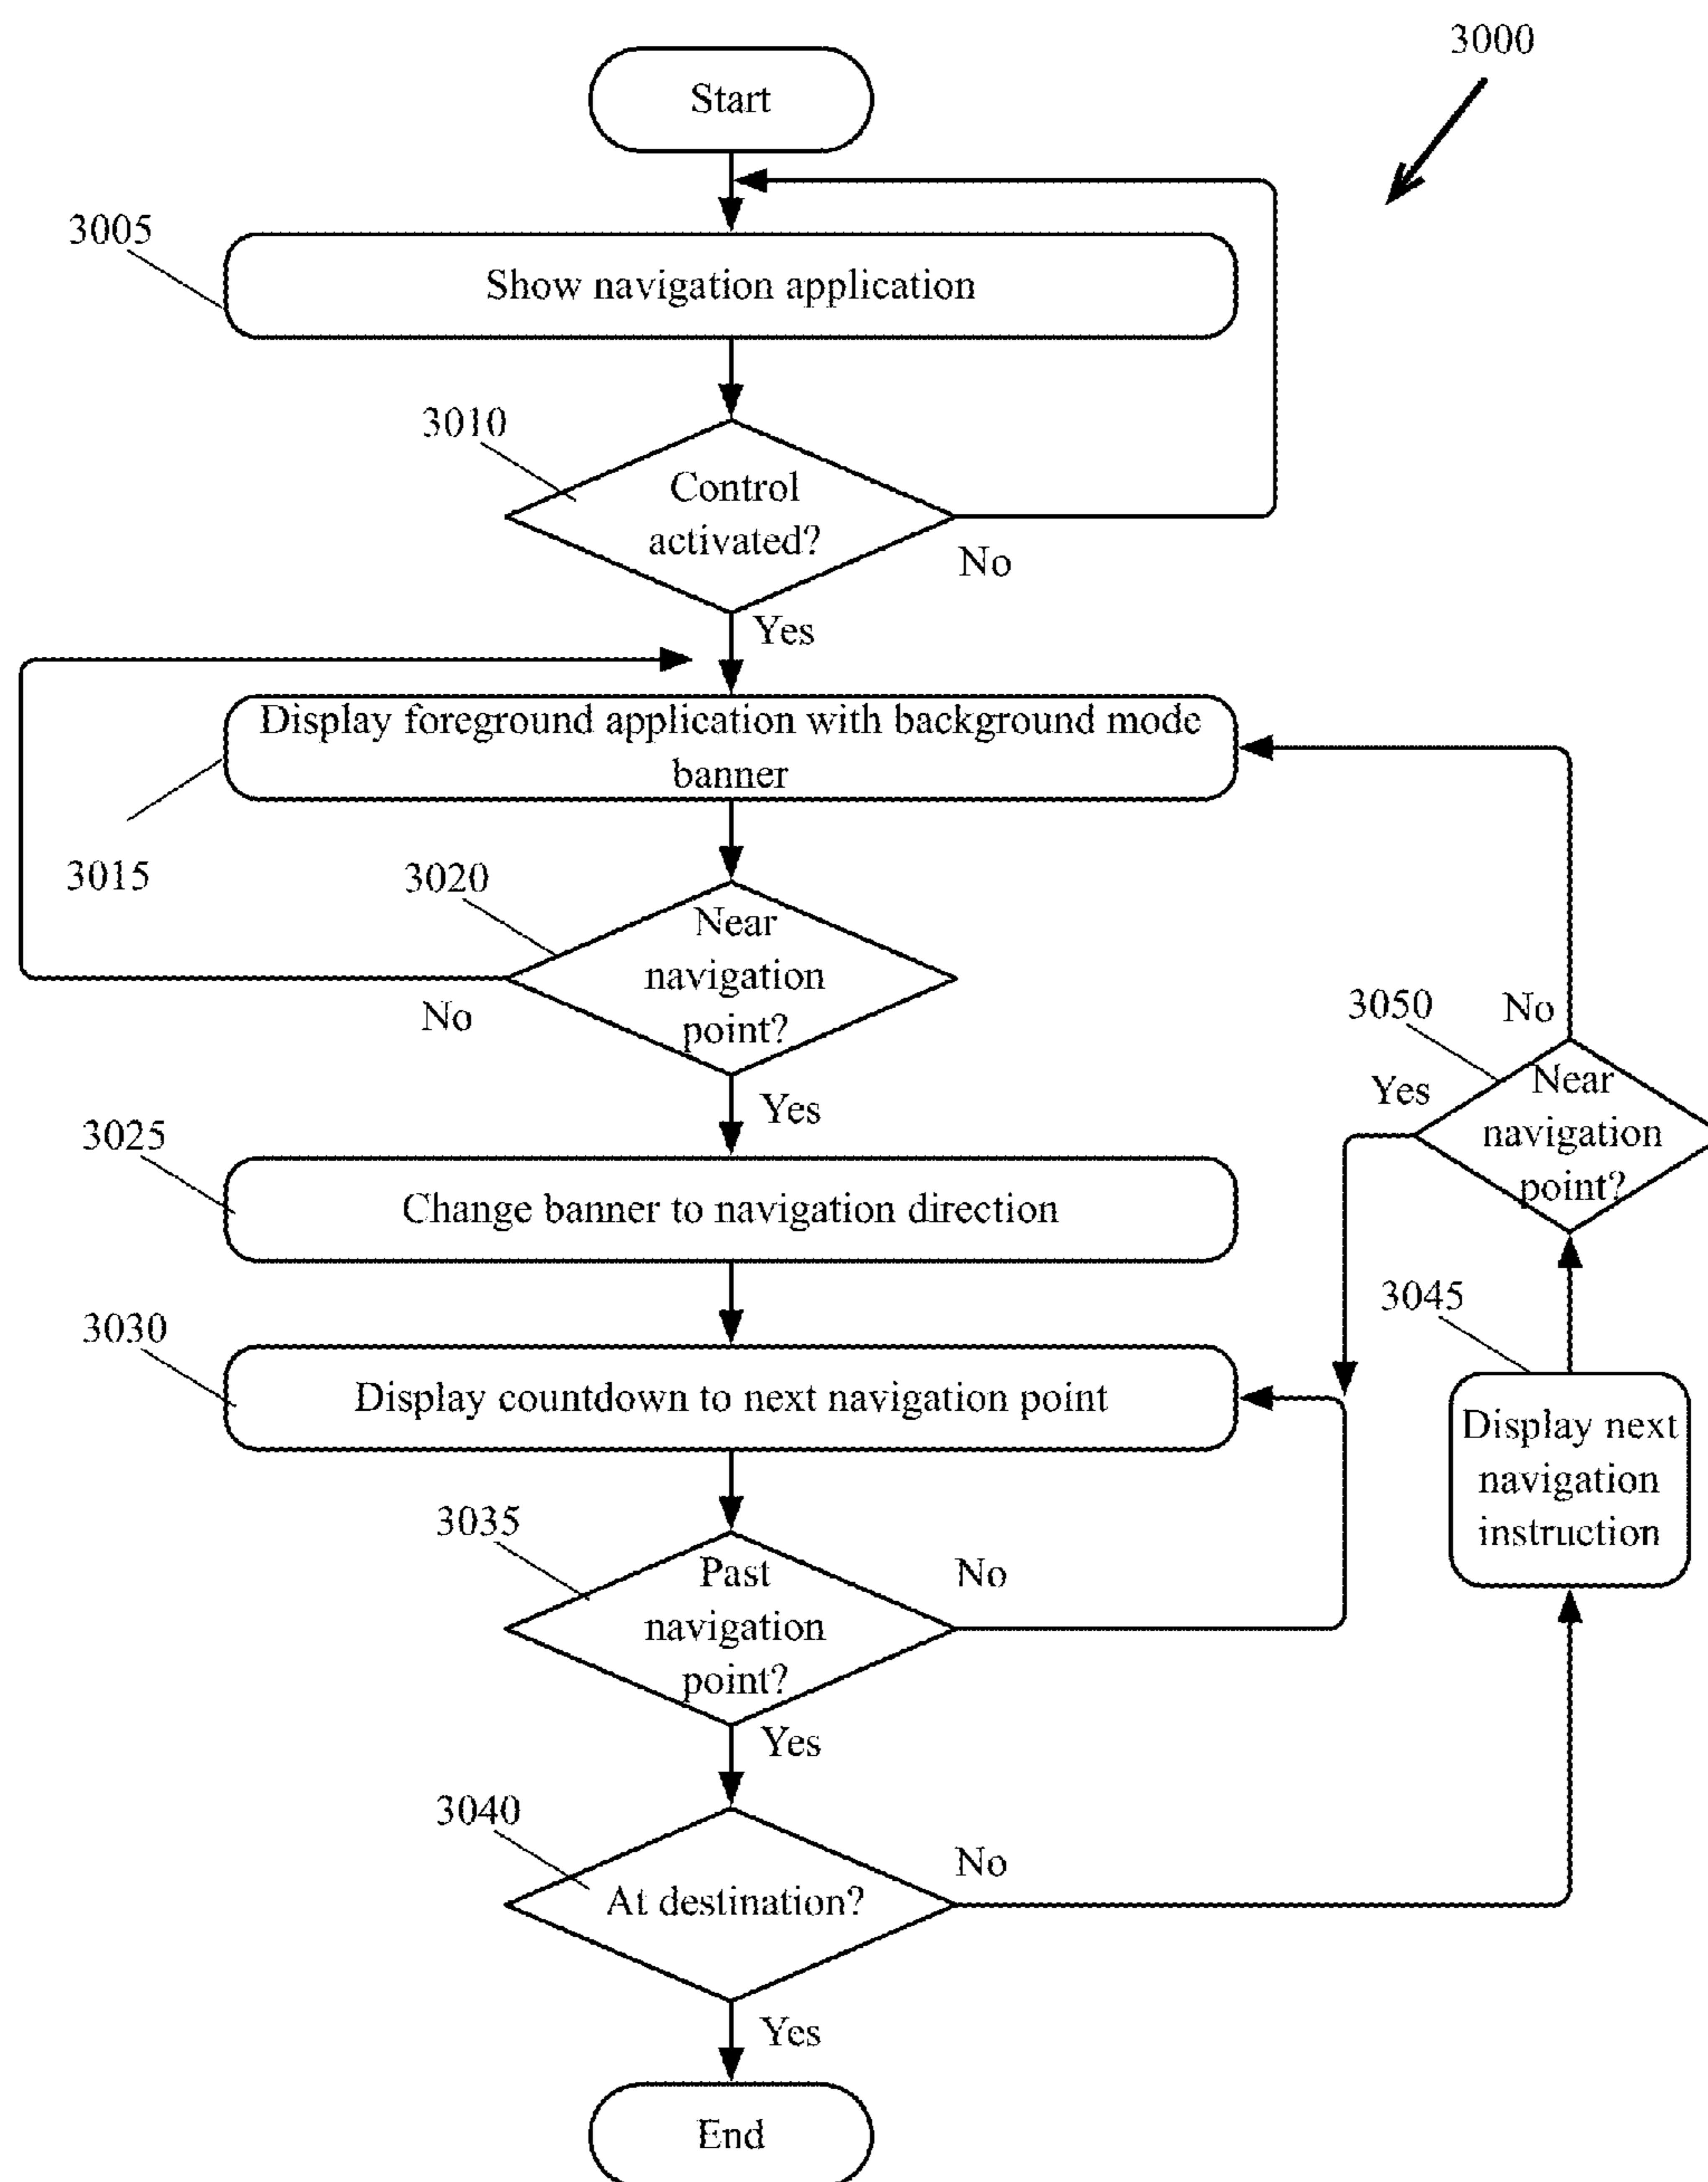 3000
Start
3005
Show navigation application
3010
Control
activated?
No
Yes
Display foreground application with background mode
banner
3015
3020
Near
navigation
point?
No
Yes
3025
Change banner to navigation direction
3030
Display countdown to next navigation point
3035
Past
navigation
point?
No
Yes
3040
At destination?
No
Yes
End
3045
Display next
navigation
instruction
3050
Near
navigation
point?
No
Yes